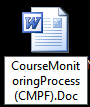 W
CourseMonit
oringProcess
(CMPF).Doc